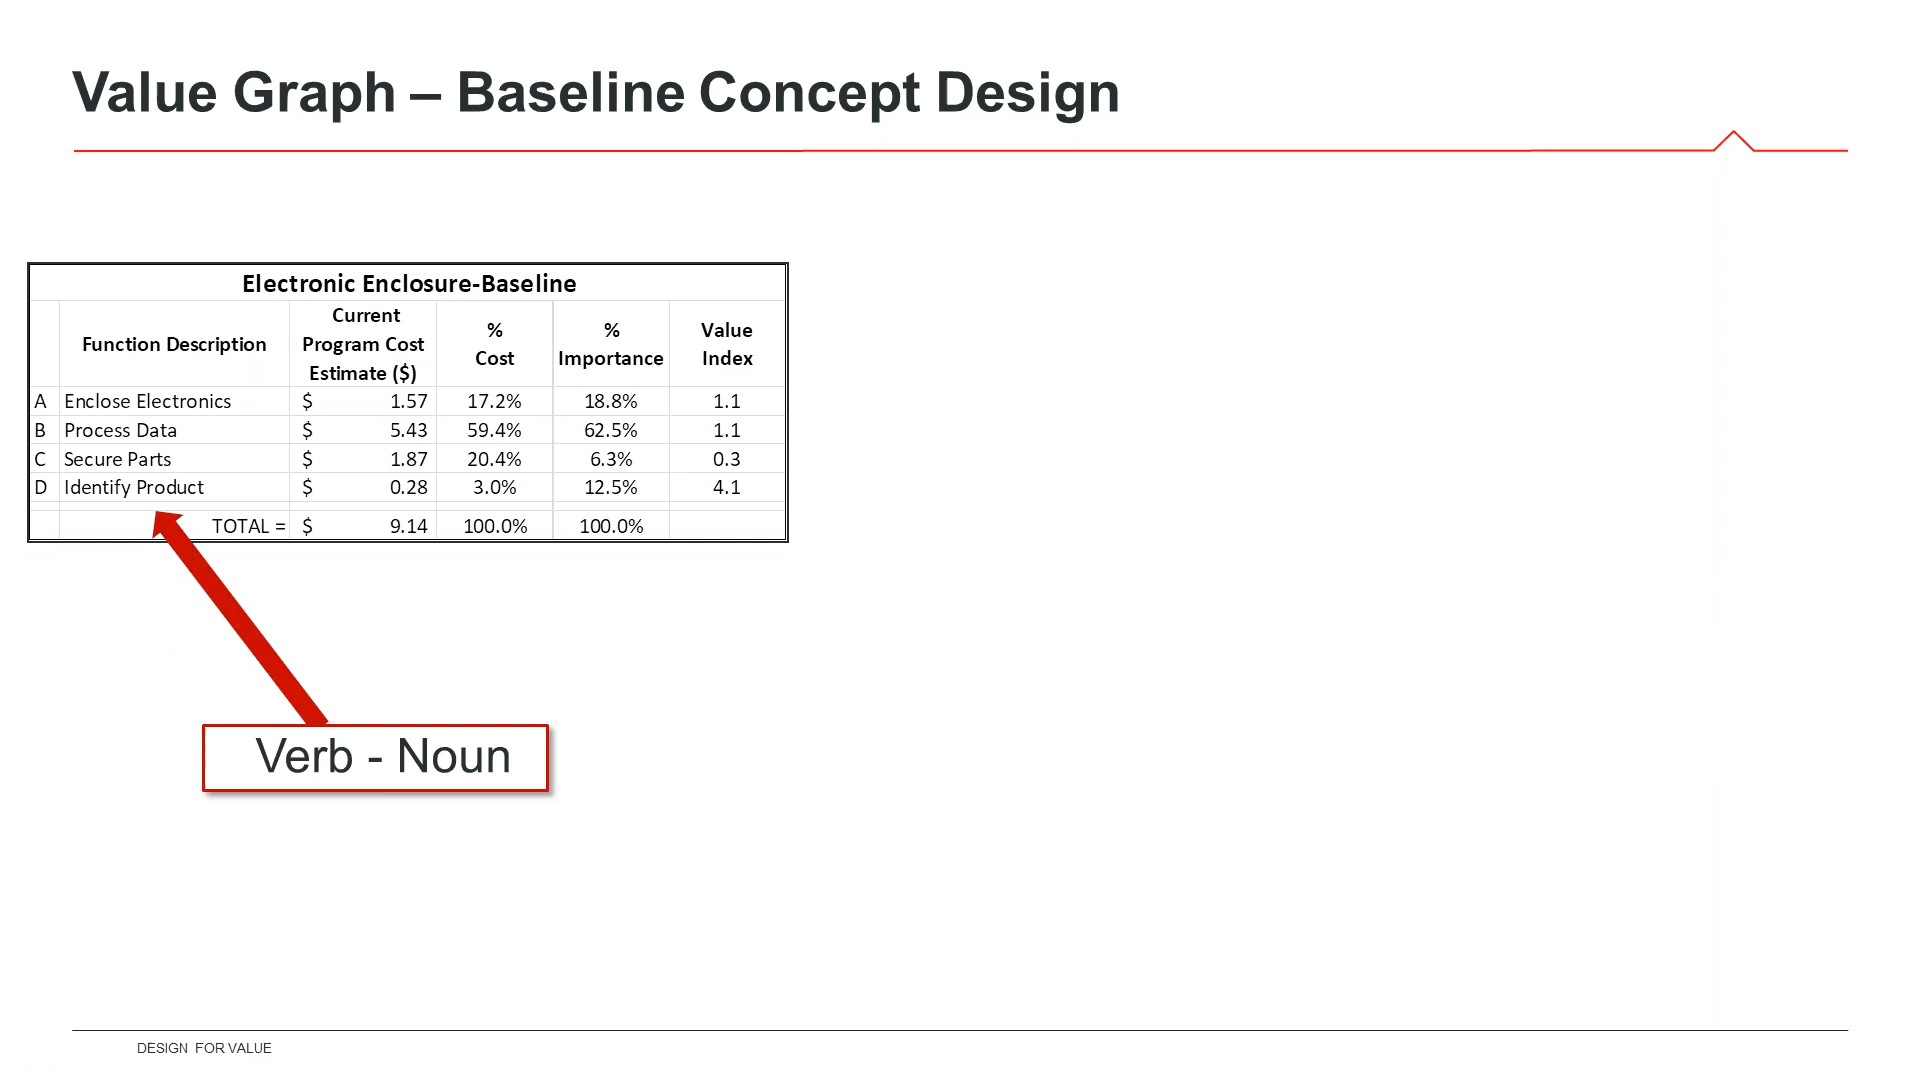 Value Graph – Baseline Concept Design
Electronic Enclosure-Baseline
Function Description
Current
Program Cost
Estimate ($)
%
Cost
%
Importance
Value
Index
A Enclose Electronics $ 1.57 17.2% 18.8% 1.1
B Process Data $ 5.43 59.4% 62.5% 1.1
C Secure Parts $ 1.87 20.4% 6.3% 0.3
D Identify Product $ 0.28 3.0% 12.5% 4.1
TOTAL = $ 9.14 100.0% 100.0%
Verb - Noun
DESIGN FOR VALUE